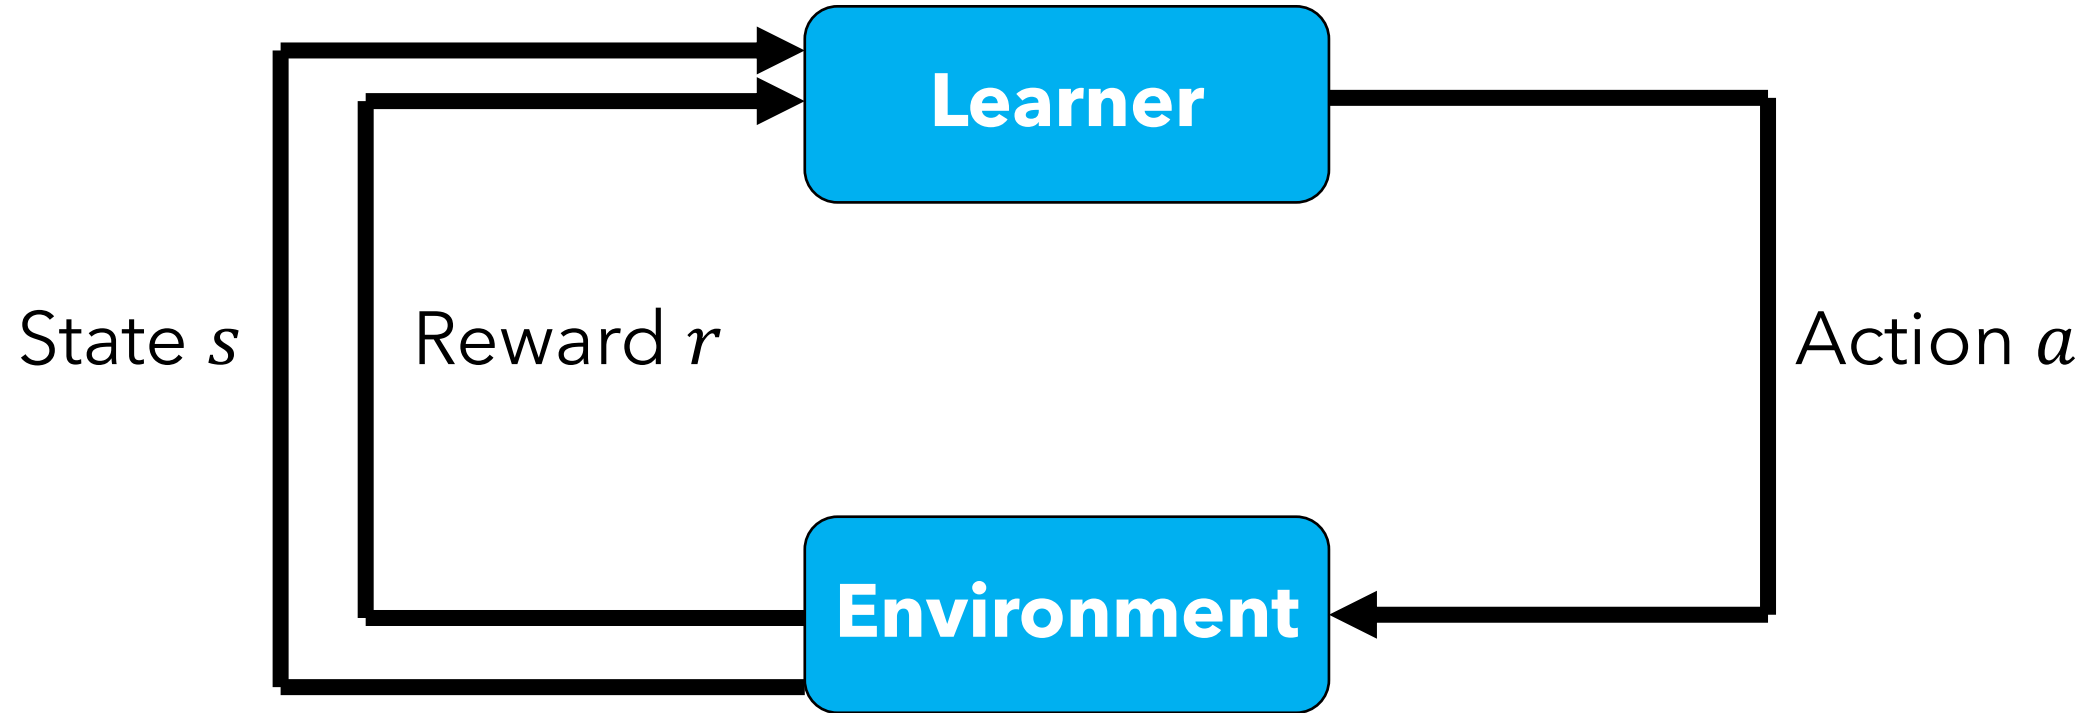 Learner
State s
Reward r
Action a
Environment